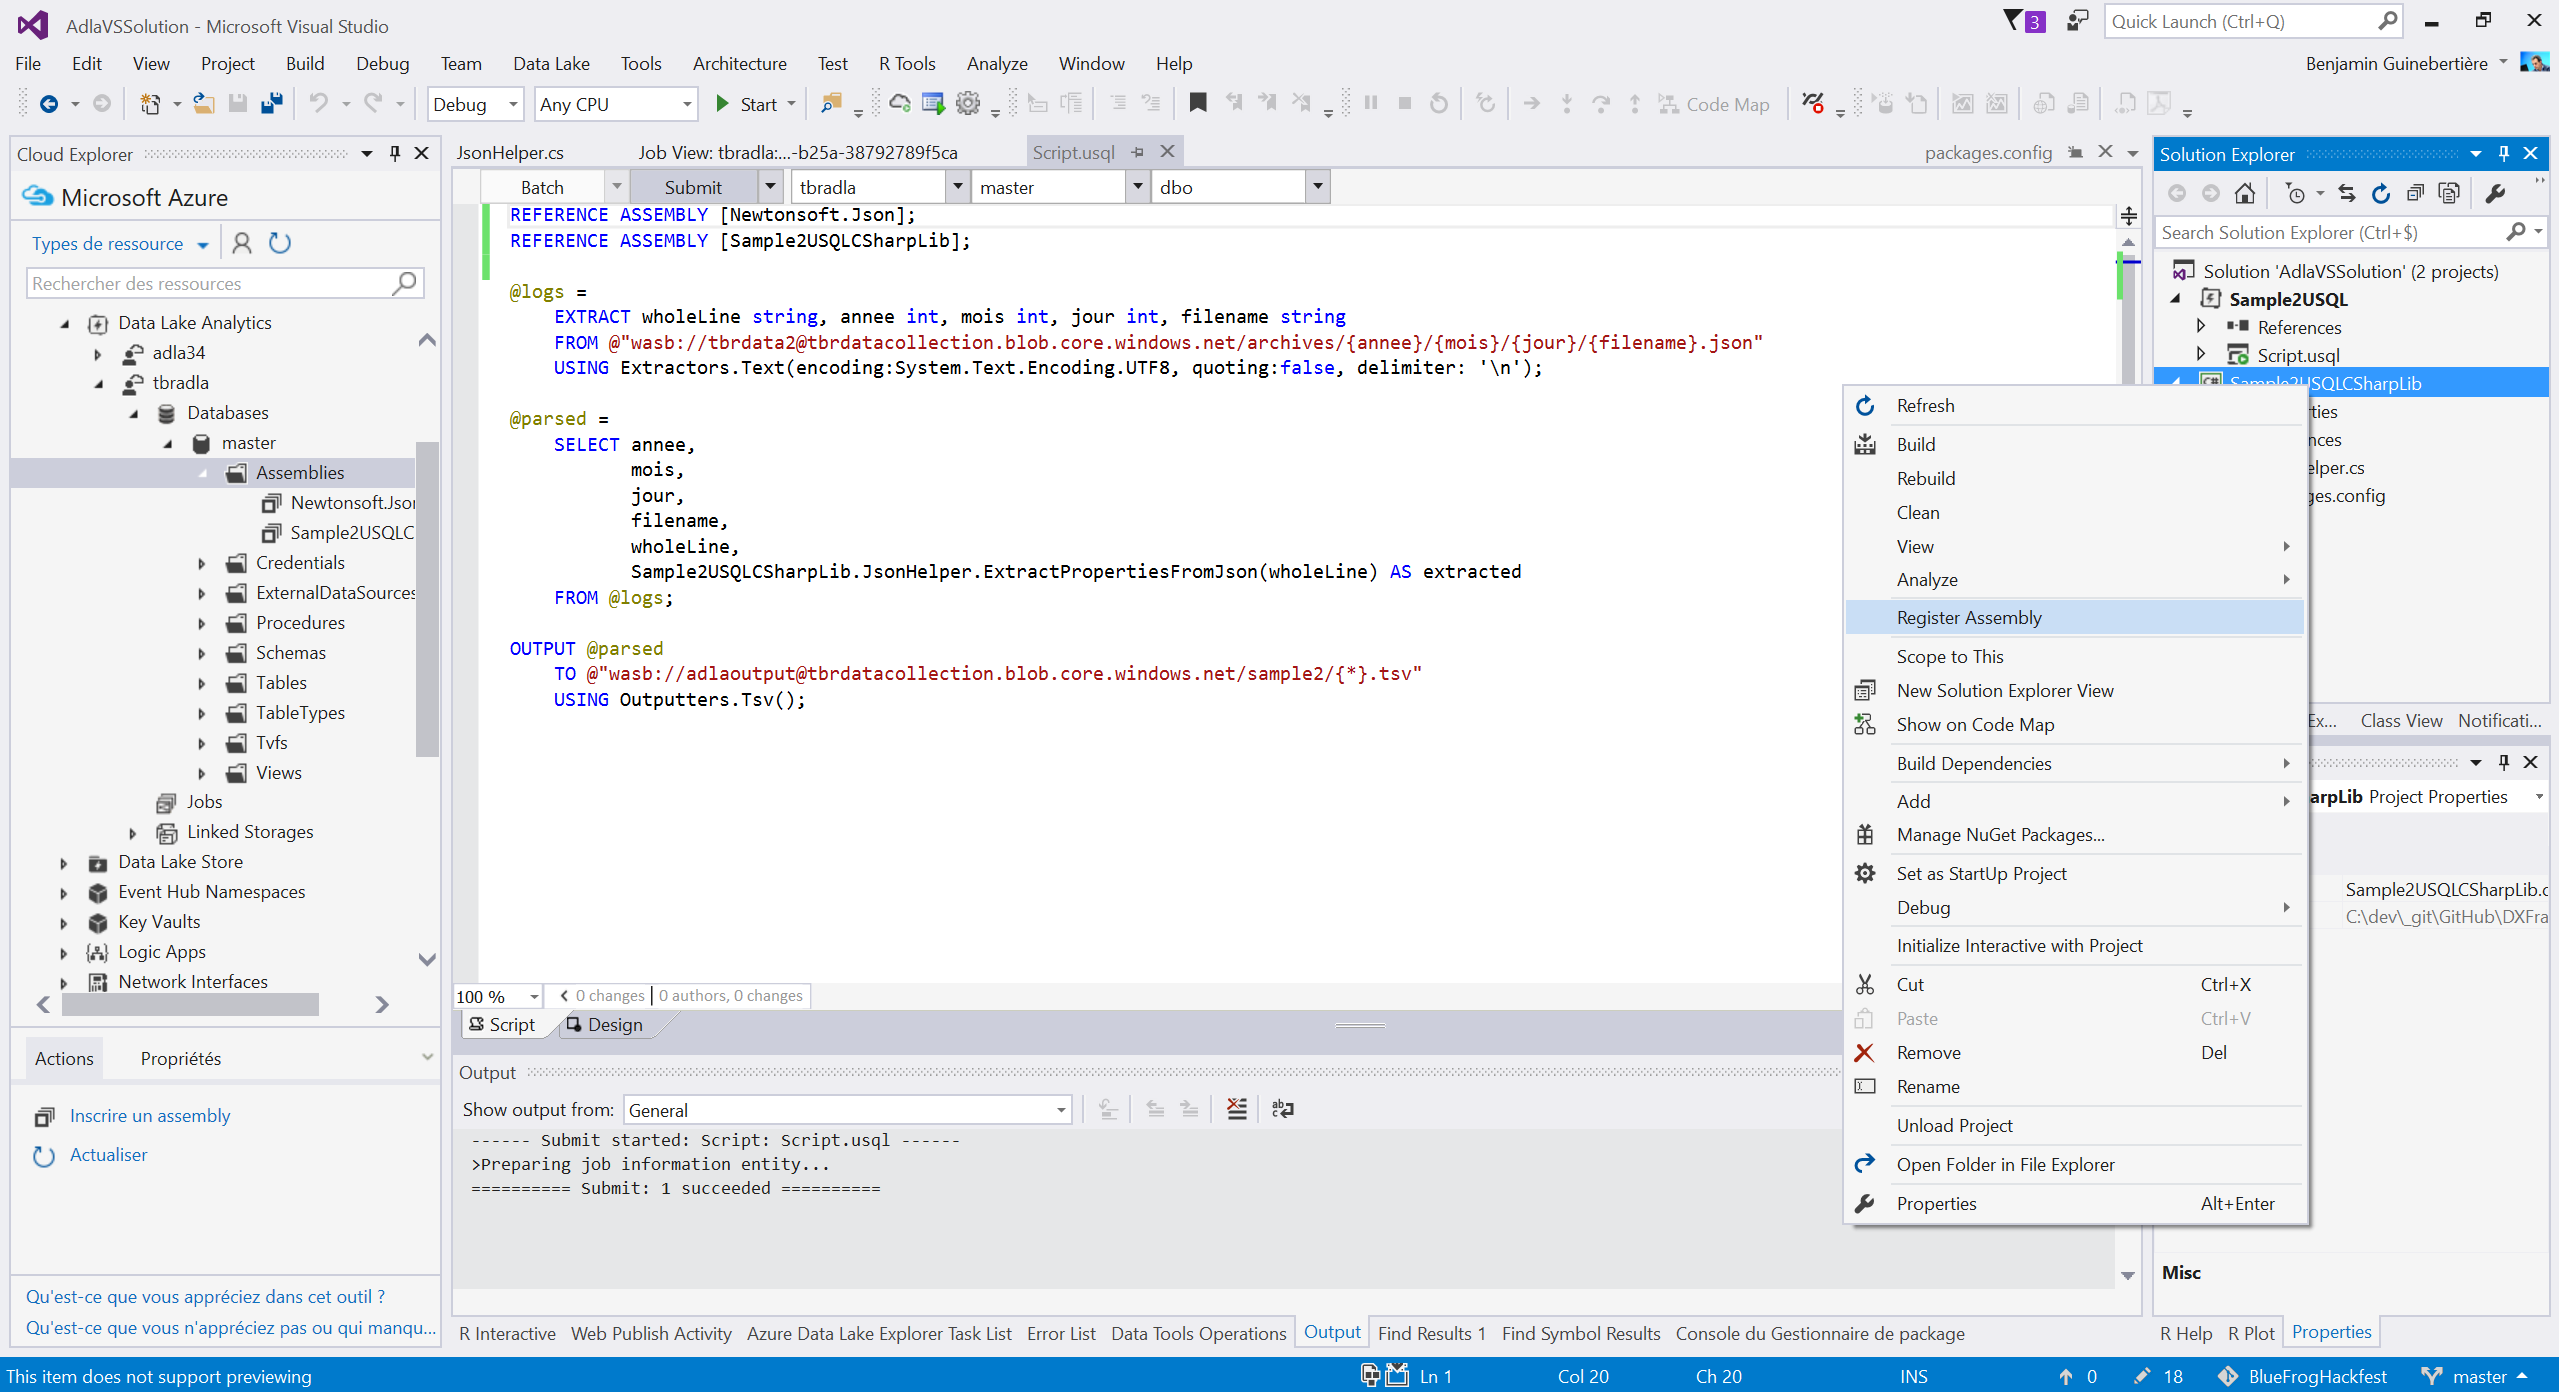 AdlaVSSolution - Microsoft Visual Studio
3
Quick Launch (Ctrl+Q)
File Edit View Project Build Debug Team Data Lake Tools Architecture Test R Tools Analyze Window Help
Benjamin Guinebertière
Debug Any CPU Start Code Map
Cloud Explorer
Microsoft Azure
Types de ressource
Rechercher des ressources
Data Lake Analytics
adla34
tbradla
Databases
master
Assemblies
Newtonsoft.Jso
Sample2USQLC
Credentials
ExternalDataSources
Procedures
Schemas
Tables
TableTypes
Tvfs
Views
Jobs
Linked Storages
Data Lake Store
Event Hub Namespaces
Key Vaults
Logic Apps
Network Interfaces
Actions Propriétés
Inscrire un assembly
Actualiser
Qu'est-ce que vous appréciez dans cet outil ?
Qu'est-ce que vous n'appréciez pas ou qui manqu...
JsonHelper.cs Job View: tbradla:...-b25a-38792789f5ca Script.usql packages.config
Batch Submit tbradla master dbo
REFERENCE ASSEMBLY [Newtonsoft.Json];
REFERENCE ASSEMBLY [Sample2USQLCSharpLib];
@logs =
EXTRACT wholeLine string, annee int, mois int, jour int, filename string
FROM @"wasb://tbrdata2@tbrdatacollection.blob.core.windows.net/archives/{annee}/{mois}/{jour}/{filename}.json"
USING Extractors.Text(encoding:System.Text.Encoding.UTF8, quoting:false, delimiter: '\n');
@parsed =
SELECT annee,
mois,
jour,
filename,
wholeLine,
Sample2USQLCSharpLib.JsonHelper.ExtractPropertiesFromJson(wholeLine) AS extracted
FROM @logs;
OUTPUT @parsed
TO @"wasb://adlaoutput@tbrdatacollection.blob.core.windows.net/sample2/{*}.tsv"
USING Outputters.Tsv();
100 % 0 changes | 0 authors, 0 changes
Script Design
Output
Show output from: General
------ Submit started: Script: Script.usql ------
>Preparing job information entity...
========== Submit: 1 succeeded ==========
R Interactive Web Publish Activity Azure Data Lake Explorer Task List Error List Data Tools Operations Output Find Results 1 Find Symbol Results Console du Gestionnaire de package
Solution Explorer
Search Solution Explorer (Ctrl+$)
Solution 'AdlaVSSolution' (2 projects)
Sample2USQL
References
Script.usql
Sample2USQLCSharpLib
rties
nces
elper.cs
ges.config
Refresh
Build
Rebuild
Clean
View
Analyze
Register Assembly
Scope to This
New Solution Explorer View
Show on Code Map
Build Dependencies
Add
Manage NuGet Packages...
Set as StartUp Project
Debug
Initialize Interactive with Project
Cut Ctrl+X
Paste Ctrl+V
Remove Del
Rename
Unload Project
Open Folder in File Explorer
Properties Alt+Enter
Ex... Class View Notificati...
arpLib Project Properties
Sample2USQLCSharpLib.c
C:\dev\_git\GitHub\DXFra
Misc
R Help R Plot Properties
This item does not support previewing
Ln 1 Col 20 Ch 20 INS 0 18 BlueFrogHackfest master